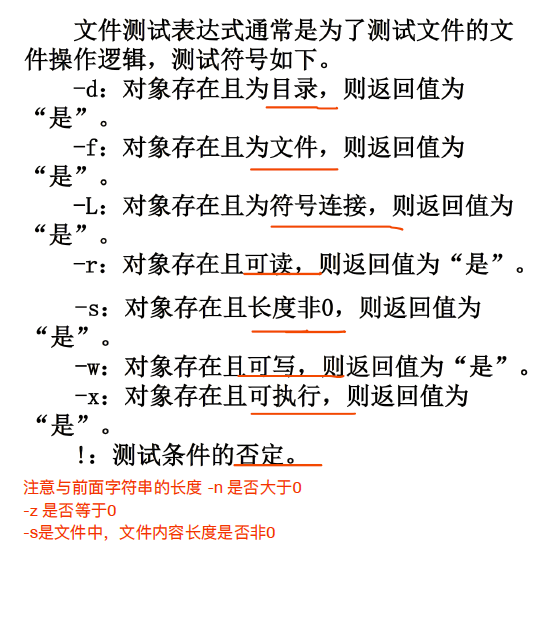 文件测试表达式通常是为了测试文件的文
件操作逻辑，测试符号如下。
-d：对象存在且为目录，则返回值为
“是”。
-f：对象存在且为文件，则返回值为
“是”。
-L：对象存在且为符号连接，则返回值为
“是”。
-r：对象存在且可读，则返回值为“是”。
-s：对象存在且长度非0，则返回值为
“是”。
-w：对象存在且可写，则返回值为“是”。
-x：对象存在且可执行，则返回值为
“是”。
!：测试条件的否定。
注意与前面字符串的长度 -n 是否大于0
-z 是否等于0
-s是文件中，文件内容长度是否非0